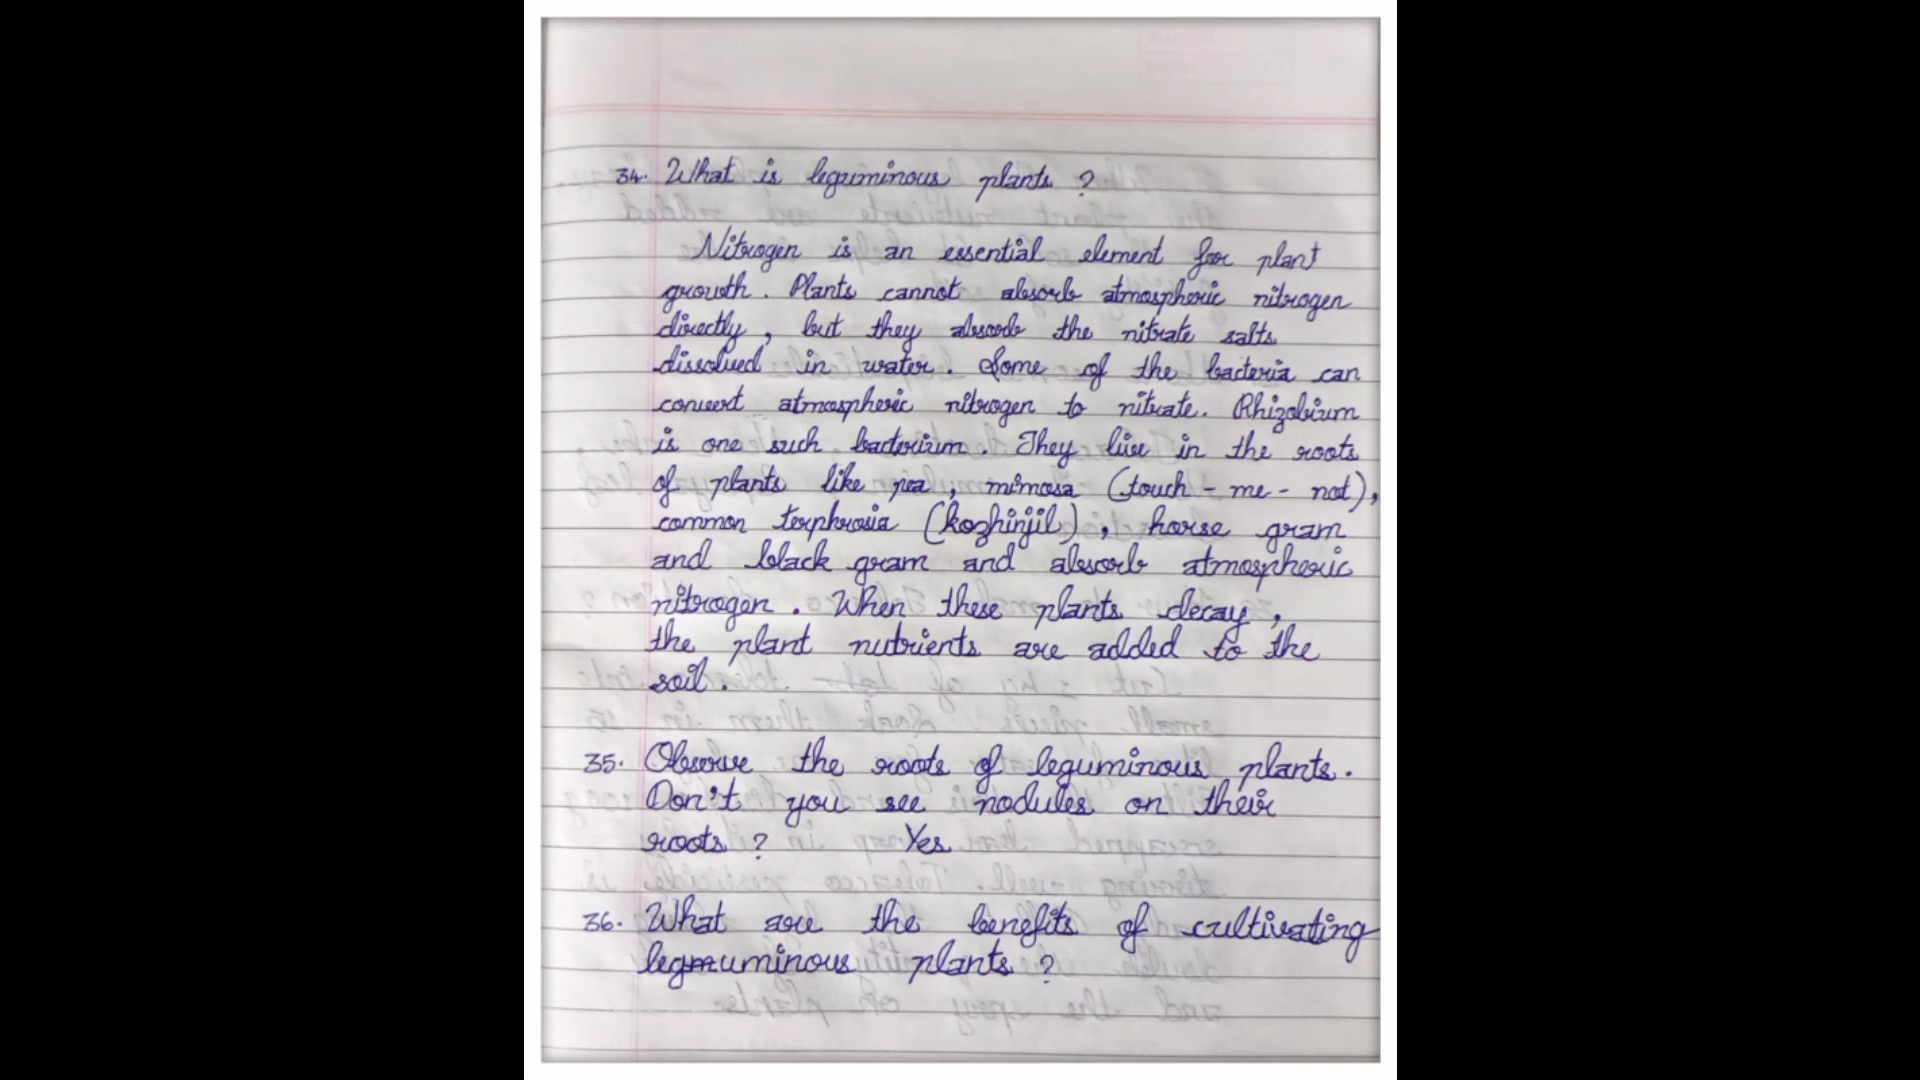 34. What is leguminous plants ?
Nitrogen is an essential element for plant
growth. Plants cannot absorb atmospheric nitrogen
directly, but they absorb the nitrate salts
dissolved in water. Some of the bacteria can
convert atmospheric nitrogen to nitrate. Rhizobium
is one such bacterium. They live in the roots
of plants like pea, mimosa (touch - me - not),
common terphrosia (kozhinjil), horse gram
and black gram and absorb atmospheric
nitrogen. When these plants decay,
the plant nutrients are added to the
soil.
35. Observe the roots of leguminous plants.
Don't you see nodules on their
roots ? Yes
36. What are the benefits of cultivating
leguminous plants ?